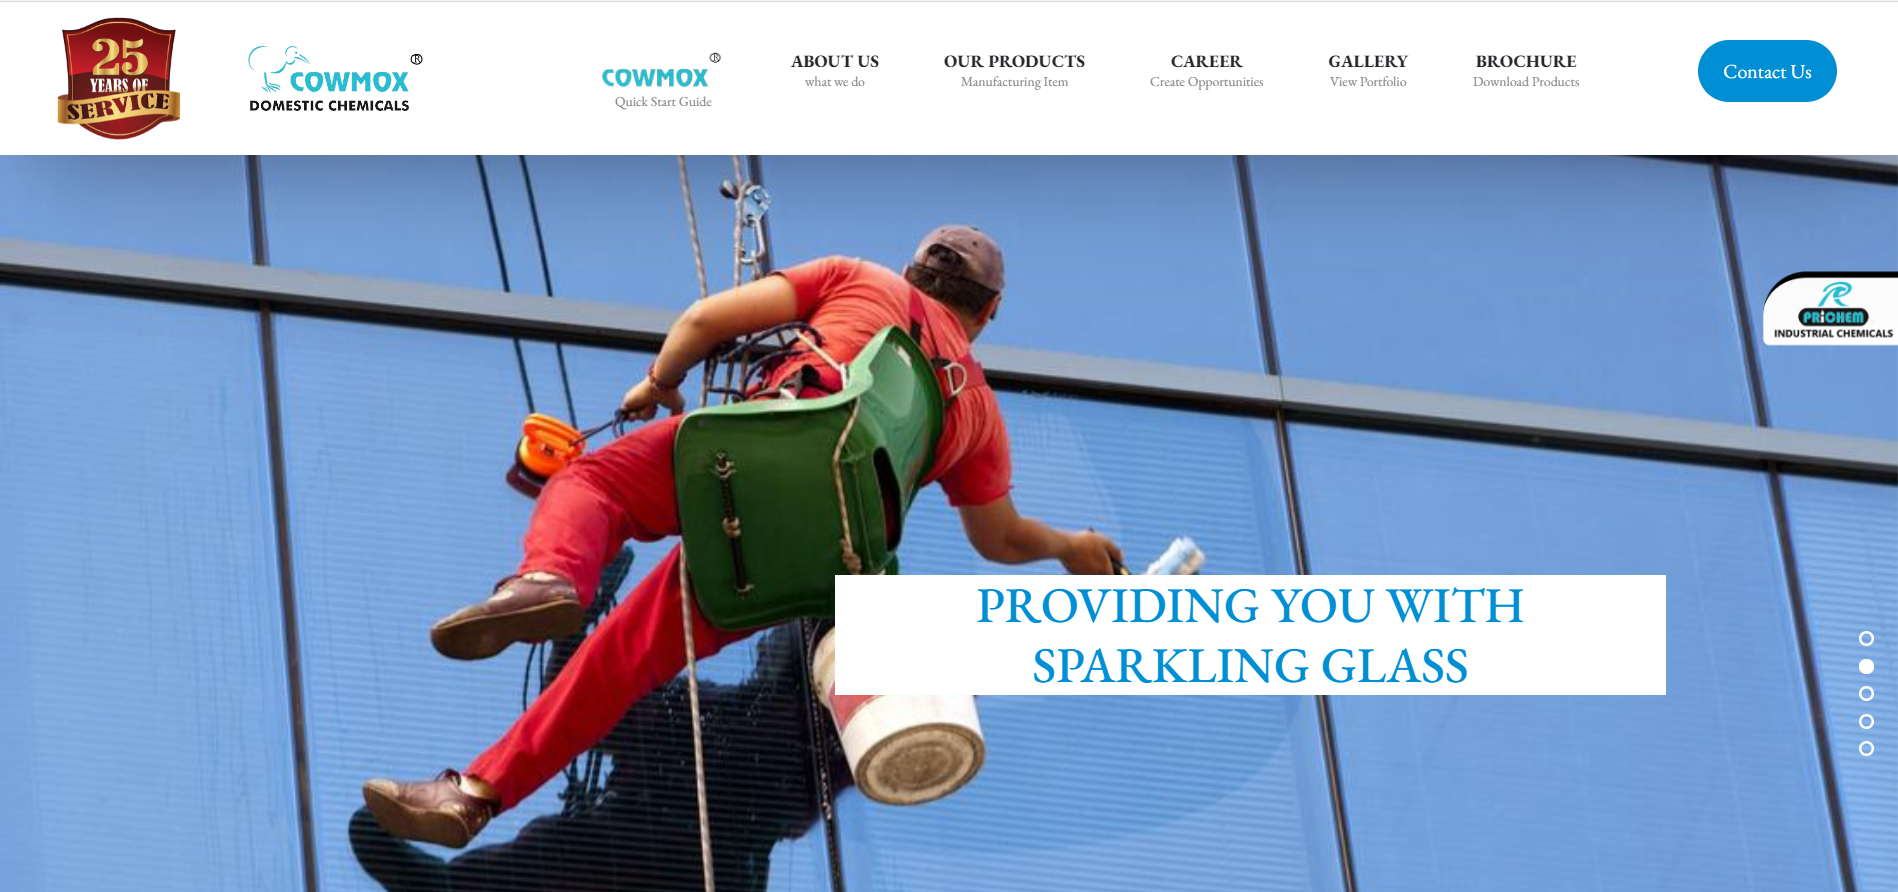 25
YEARS OF
SERVICE
COWMOX ®
DOMESTIC CHEMICALS
COWMOX ®
Quick Start Guide
ABOUT US
what we do
OUR PRODUCTS
Manufacturing Item
CAREER
Create Opportunities
GALLERY
View Portfolio
BROCHURE
Download Products
Contact Us
PRiCHEM
INDUSTRIAL CHEMICALS
PROVIDING YOU WITH
SPARKLING GLASS